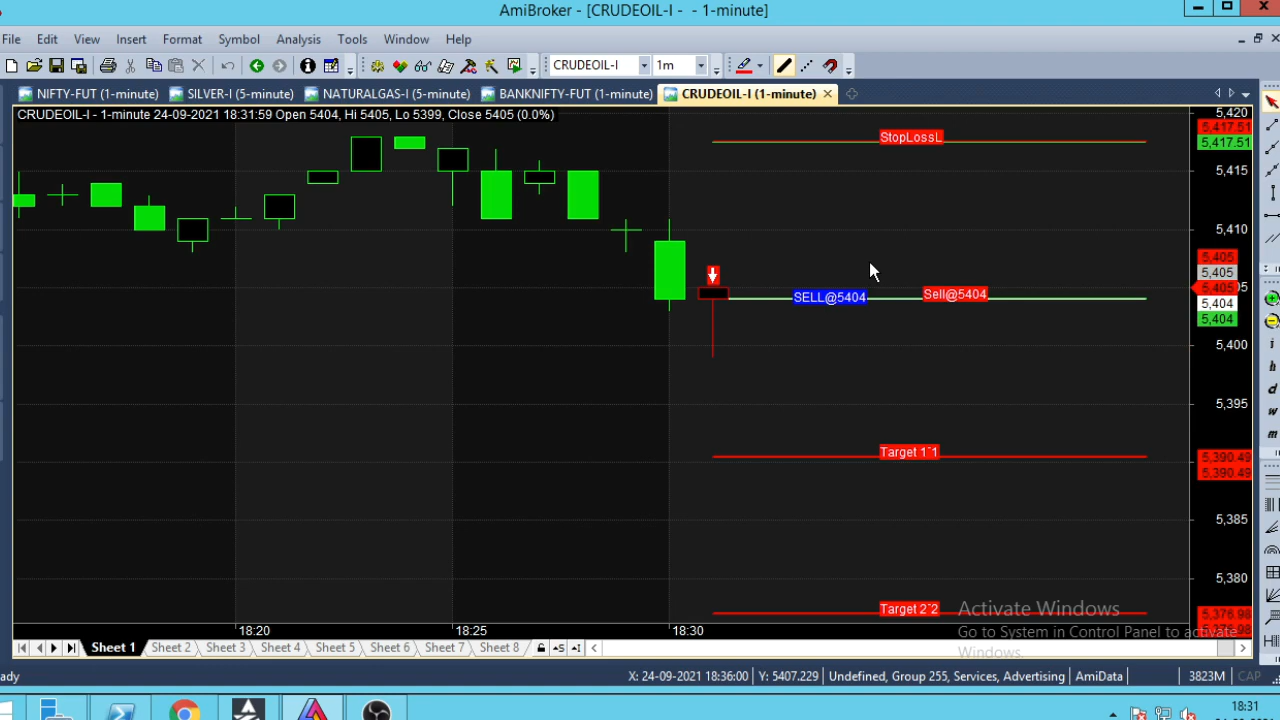 AmiBroker - [CRUDEOIL-I - - 1-minute]
File Edit View Insert Format Symbol Analysis Tools Window Help
CRUDEOIL-I 1m
NIFTY-FUT (1-minute) SILVER-I (5-minute) NATURALGAS-I (5-minute) BANKNIFTY-FUT (1-minute) CRUDEOIL-I (1-minute)
CRUDEOIL-I - 1-minute 24-09-2021 18:31:59 Open 5404, Hi 5405, Lo 5399, Close 5405 (0.0%)
5,420
5,417.51
StopLossL
5,417.51
5,415
5,410
5,405
5,405
5,405
SELL@5404 Sell@5404
5,404
5,404
5,400
5,395
Target 1ˆ1
5,390.49
5,390.49
5,385
5,380
Target 2ˆ2
5,376.98
Activate Windows
18:20 18:25 18:30
Go to System in Control Panel to activate
Windows.
Sheet 1 Sheet 2 Sheet 3 Sheet 4 Sheet 5 Sheet 6 Sheet 7 Sheet 8
ady X: 24-09-2021 18:36:00 Y: 5407.229 Undefined, Group 255, Services, Advertising AmiData 3823M CAP
18:31